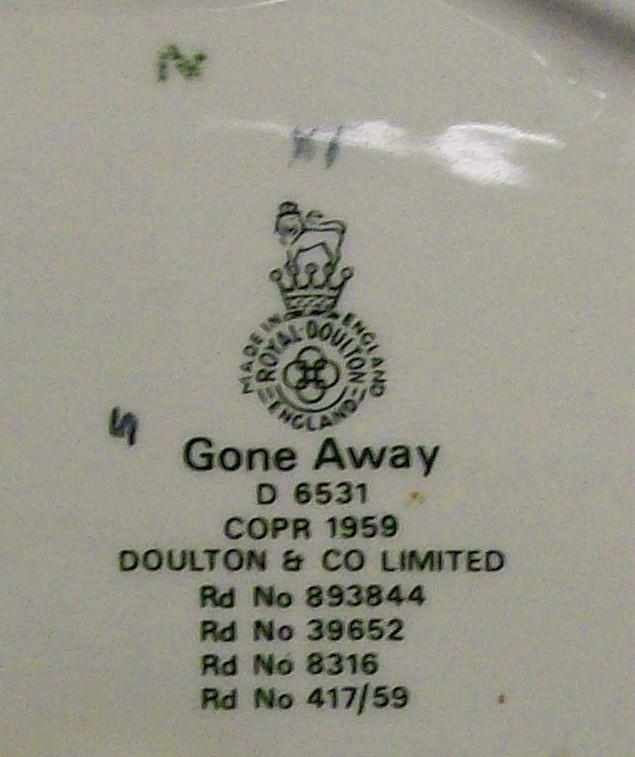 MADE IN ENGLAND
ROYAL DOULTON
ENGLAND
Gone Away
D 6531
COPR 1959
DOULTON & CO LIMITED
Rd No 893844
Rd No 39652
Rd No 8316
Rd No 417/59